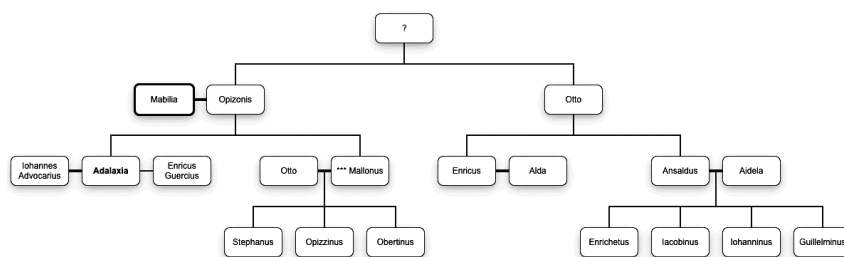 ?
Mabilia
Opizonis
Otto
Iohannes
Advocarius
Adalaxia
Enricus
Guercius
Otto
*** Mallonus
Enricus
Alda
Ansaldus
Aidela
Stephanus
Opizzinus
Obertinus
Enrichetus
Iacobinus
Iohanninus
Guillelminus